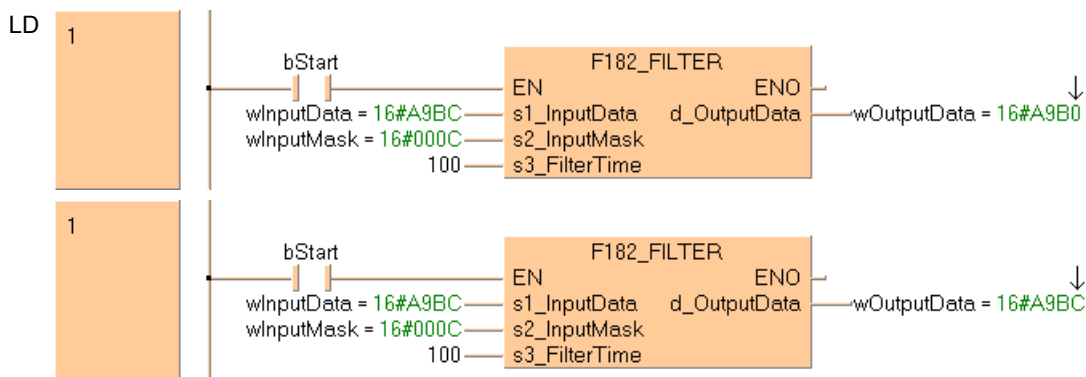 LD
1
bStart
F182_FILTER
EN ENO
↓
wInputData = 16#A9BC s1_InputData d_OutputData wOutputData = 16#A9B0
wInputMask = 16#000C s2_InputMask
100 s3_FilterTime
1
bStart
F182_FILTER
EN ENO
↓
wInputData = 16#A9BC s1_InputData d_OutputData wOutputData = 16#A9BC
wInputMask = 16#000C s2_InputMask
100 s3_FilterTime